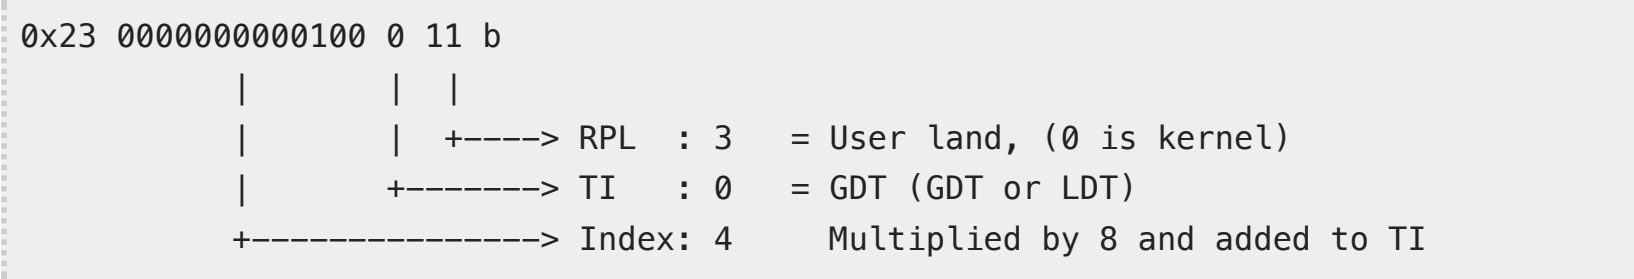 0x23 0000000000100 0 11 b
           |       |  |
           |       |  +----> RPL  : 3   = User land, (0 is kernel)
           |       +-------> TI   : 0   = GDT (GDT or LDT)
           +---------------> Index: 4     Multiplied by 8 and added to TI